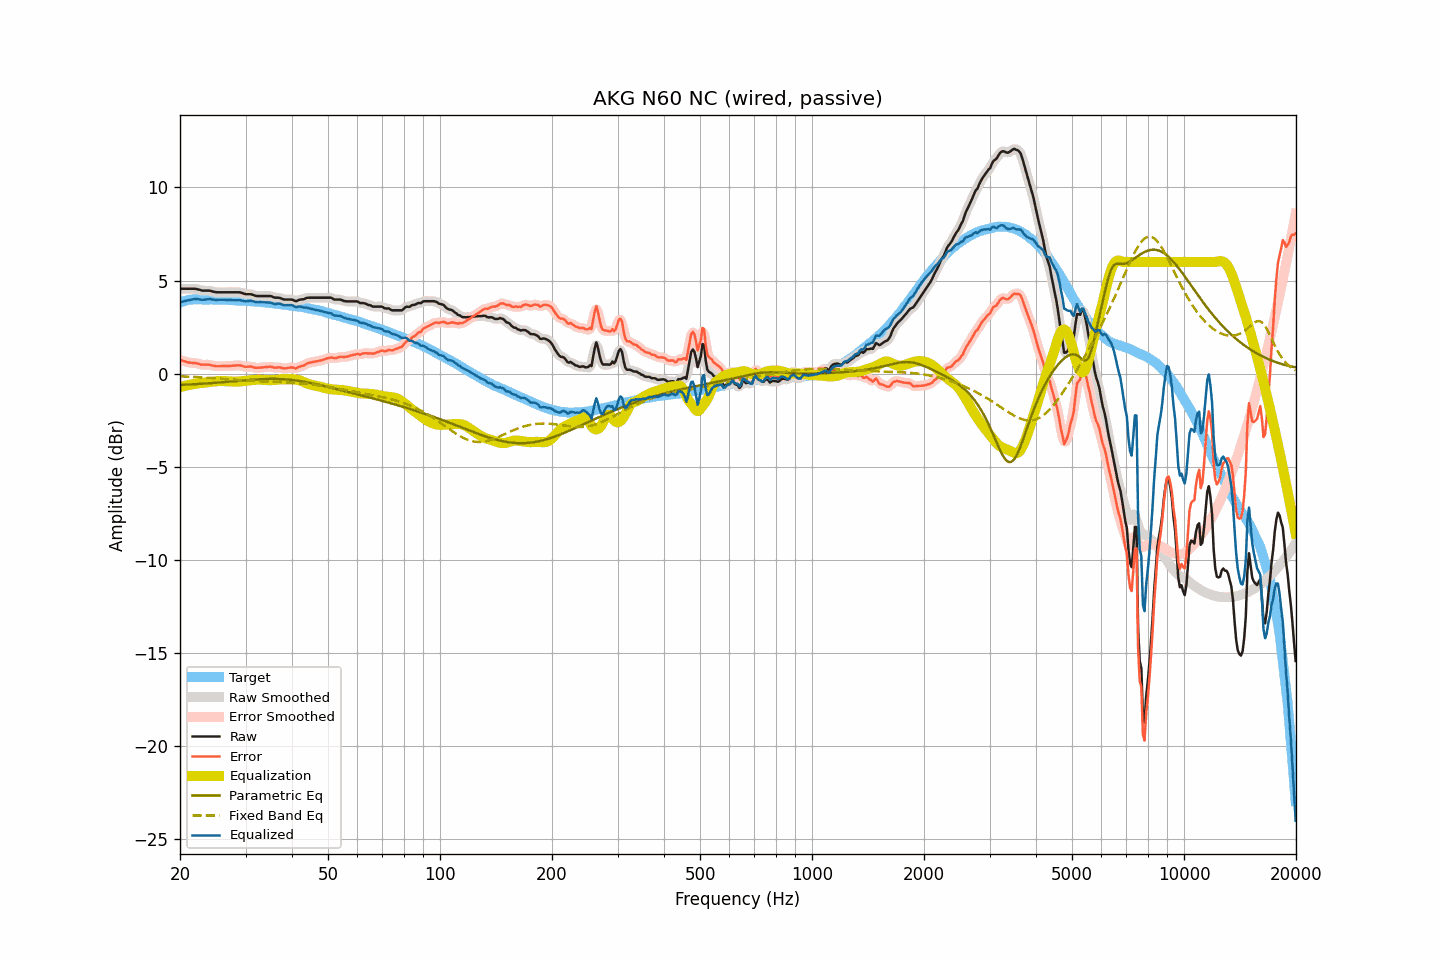 AKG N60 NC (wired, passive)
10
5
0
−5
−10
−15
−20
−25
Amplitude (dBr)
Target
Raw Smoothed
Error Smoothed
Raw
Error
Equalization
Parametric Eq
Fixed Band Eq
Equalized
20 50 100 200 500 1000 2000 5000 10000 20000
Frequency (Hz)